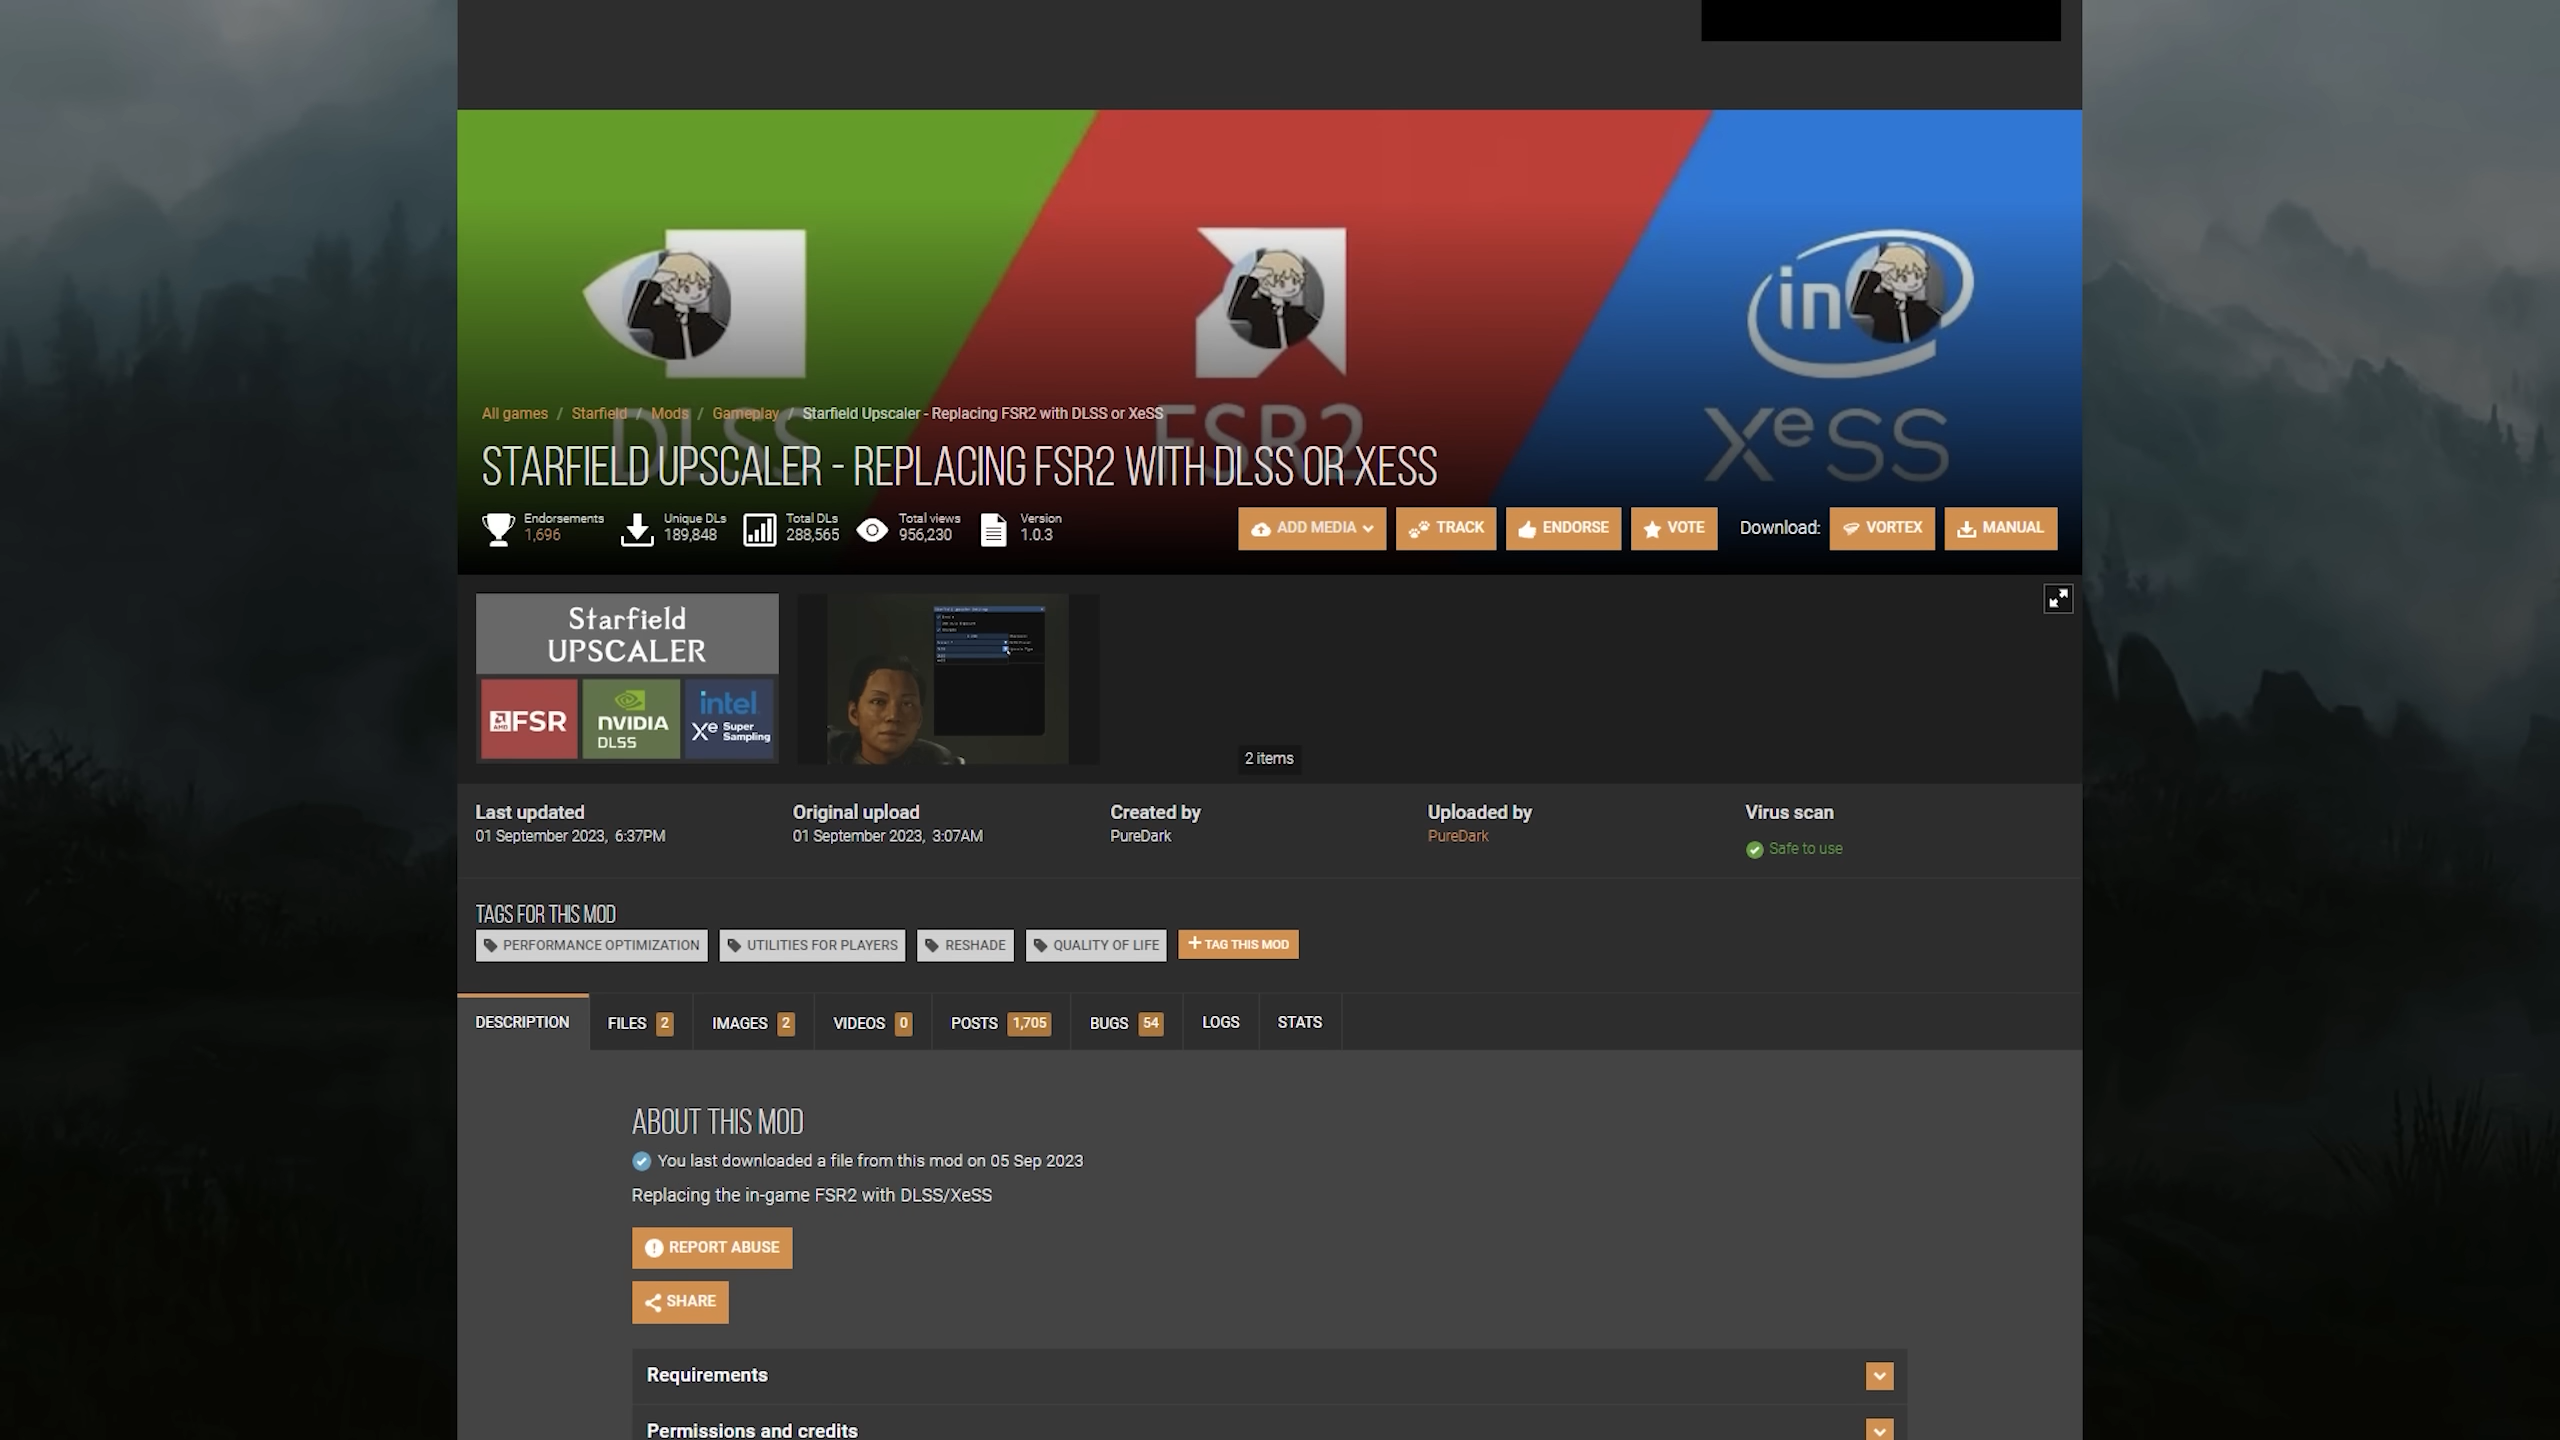 DLSS
FSR2
in
XeSS
All games / Starfield / Mods / Gameplay / Starfield Upscaler - Replacing FSR2 with DLSS or XeSS
STARFIELD UPSCALER - REPLACING FSR2 WITH DLSS OR XESS
Endorsements
1,696
Unique DLs
189,848
Total DLs
288,565
Total views
956,230
Version
1.0.3
ADD MEDIA
TRACK
ENDORSE
VOTE
Download:
VORTEX
MANUAL
Starfield
UPSCALER
AMD FSR
NVIDIA
DLSS
intel
Xe Super
Sampling
2 items
Last updated
01 September 2023, 6:37PM
Original upload
01 September 2023, 3:07AM
Created by
PureDark
Uploaded by
PureDark
Virus scan
Safe to use
TAGS FOR THIS MOD
PERFORMANCE OPTIMIZATION
UTILITIES FOR PLAYERS
RESHADE
QUALITY OF LIFE
+ TAG THIS MOD
DESCRIPTION
FILES 2
IMAGES 2
VIDEOS 0
POSTS 1,705
BUGS 54
LOGS
STATS
ABOUT THIS MOD
You last downloaded a file from this mod on 05 Sep 2023
Replacing the in-game FSR2 with DLSS/XeSS
REPORT ABUSE
SHARE
Requirements
Permissions and credits